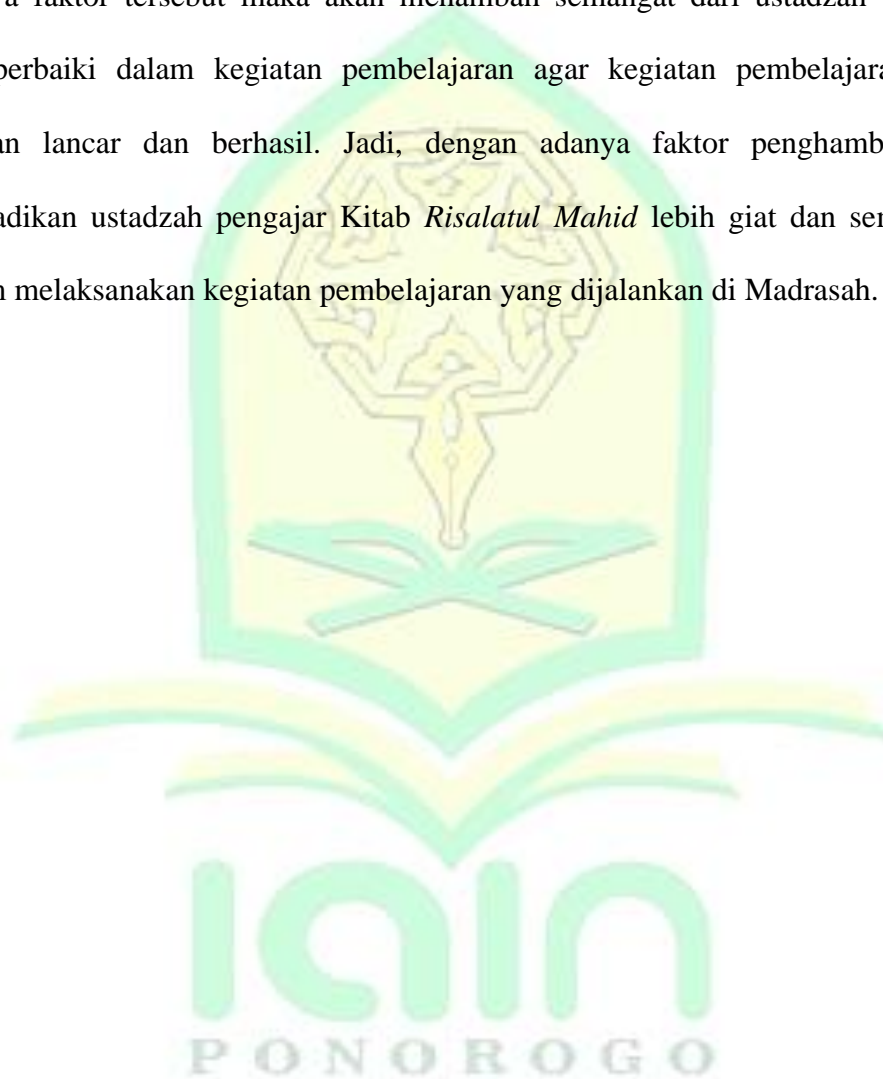 a faktor tersebut maka akan menambah semangat dari ustadzah
perbaiki dalam kegiatan pembelajaran agar kegiatan pembelajara
an lancar dan berhasil. Jadi, dengan adanya faktor penghamb
adikan ustadzah pengajar Kitab Risalatul Mahid lebih giat dan se
melaksanakan kegiatan pembelajaran yang dijalankan di Madrasah.
iain
PONOROGO